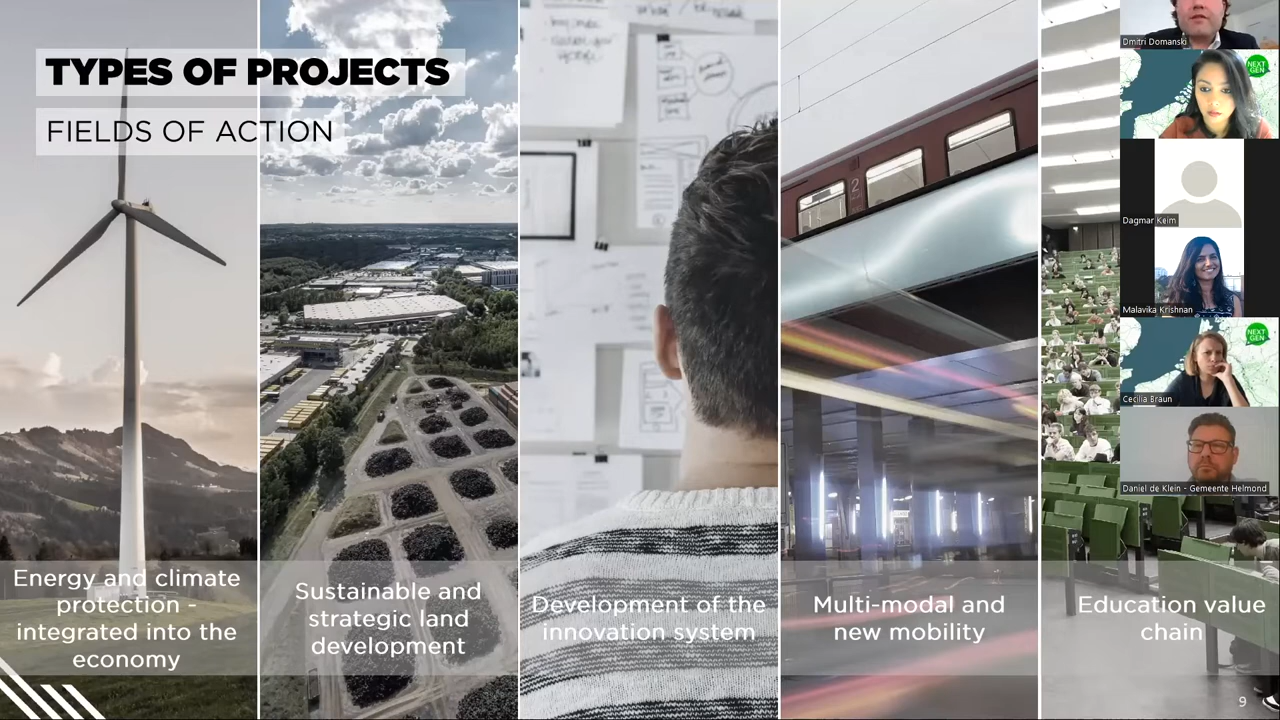 TYPES OF PROJECTS
FIELDS OF ACTION
Energy and climate
protection -
integrated into the
economy
Sustainable and
strategic land
development
Development of the
innovation system
2
Multi-modal and
new mobility
Education value
chain
9
Dmitri Domanski
NEXT
GEN
Dagmar Keim
Malavika Krishnan
NEXT
GEN
Cecilia Braun
Daniel de Klein - Gemeente Helmond